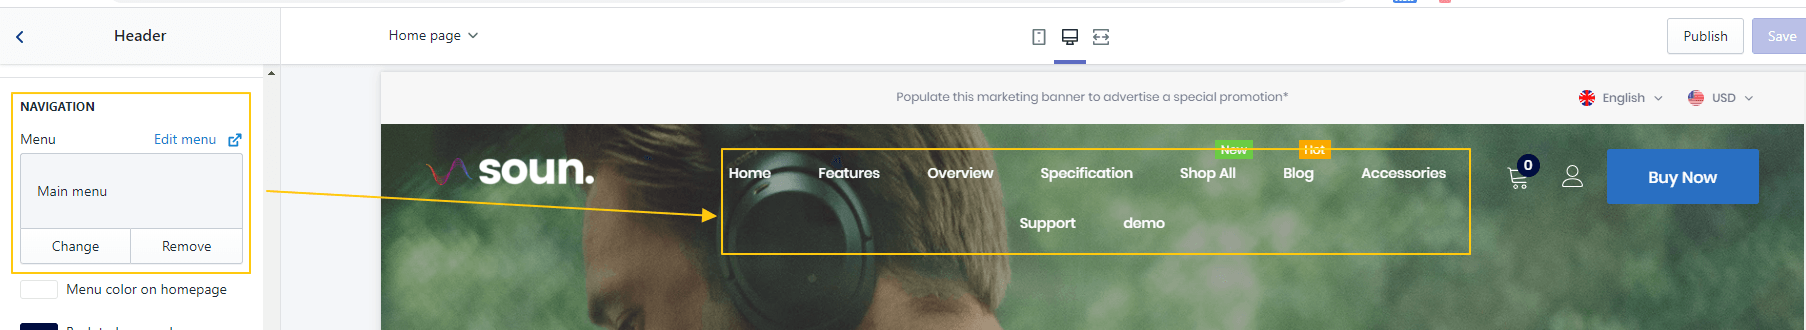 Header
Home page
Publish
Save
NAVIGATION
Menu
Edit menu
Main menu
Change
Remove
Menu color on homepage
Populate this marketing banner to advertise a special promotion*
English
USD
soun.
New
Hot
Home
Features
Overview
Specification
Shop All
Blog
Accessories
Support
demo
0
Buy Now